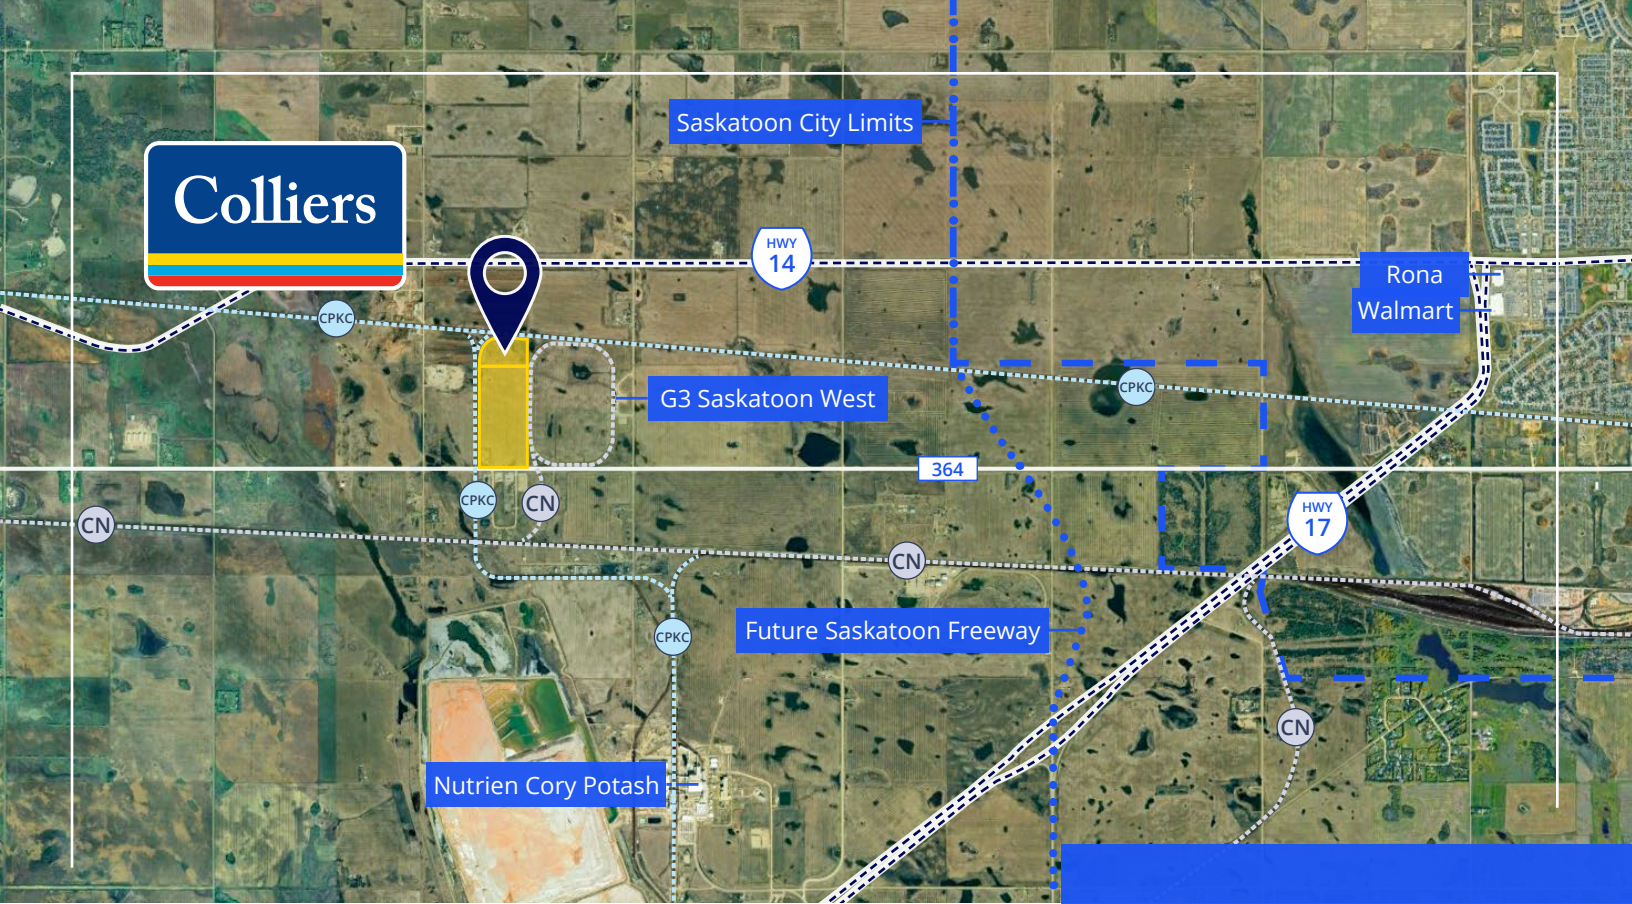 Saskatoon City Limits
Colliers
HWY
14
Rona
Walmart
CPKC
CPKC
G3 Saskatoon West
364
CPKC
CN
HWY
17
CN
CN
Future Saskatoon Freeway
CPKC
CN
Nutrien Cory Potash